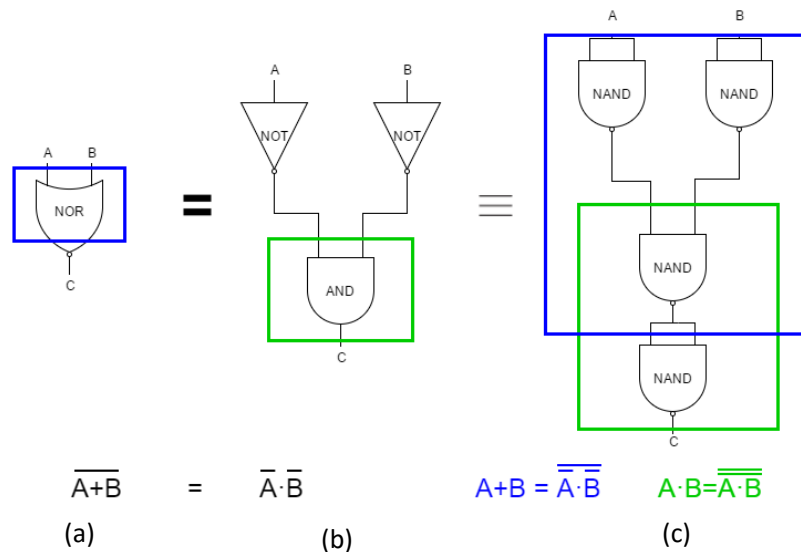 A B
A B
NAND NAND
A B
NOT NOT
NOR
=
≡
C
NAND
AND
C
NAND
C
A̅+̅B̅ = A̅·B̅ A+B = A̿·̅B̿ A·B=A̿·̿B̿
(a) (b) (c)